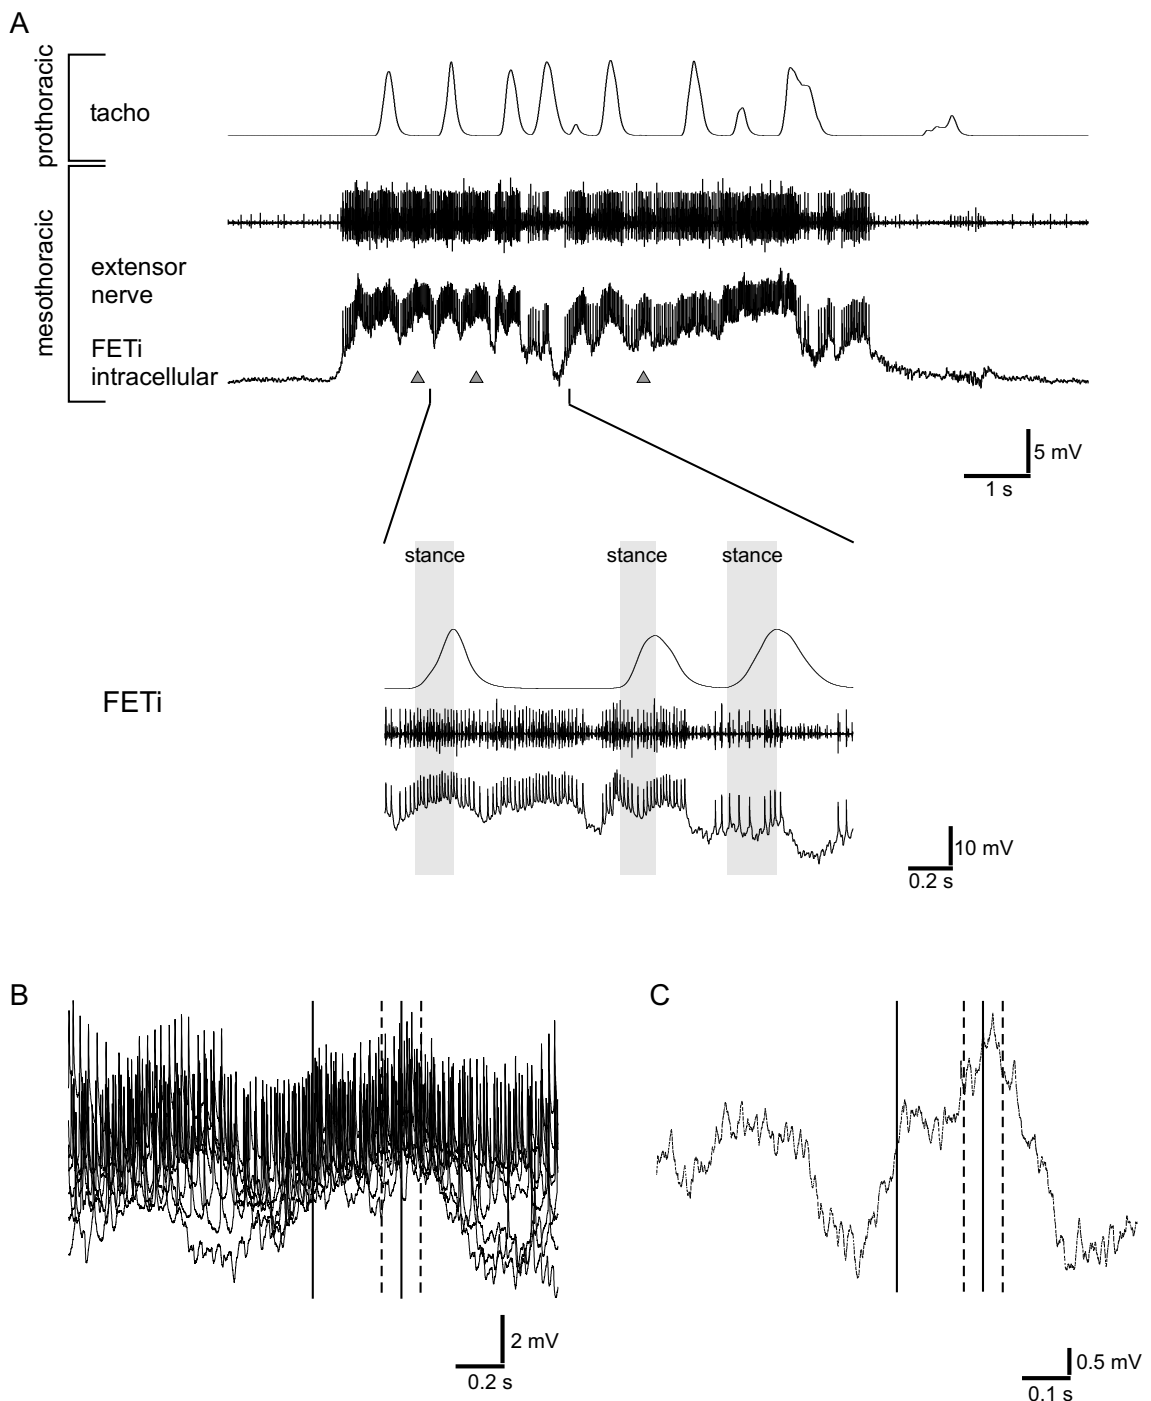 A
prothoracic
tacho
mesothoracic
extensor
nerve
FETi
intracellular
5 mV
1 s
stance
stance
stance
FETi
10 mV
0.2 s
B
C
2 mV
0.2 s
0.5 mV
0.1 s